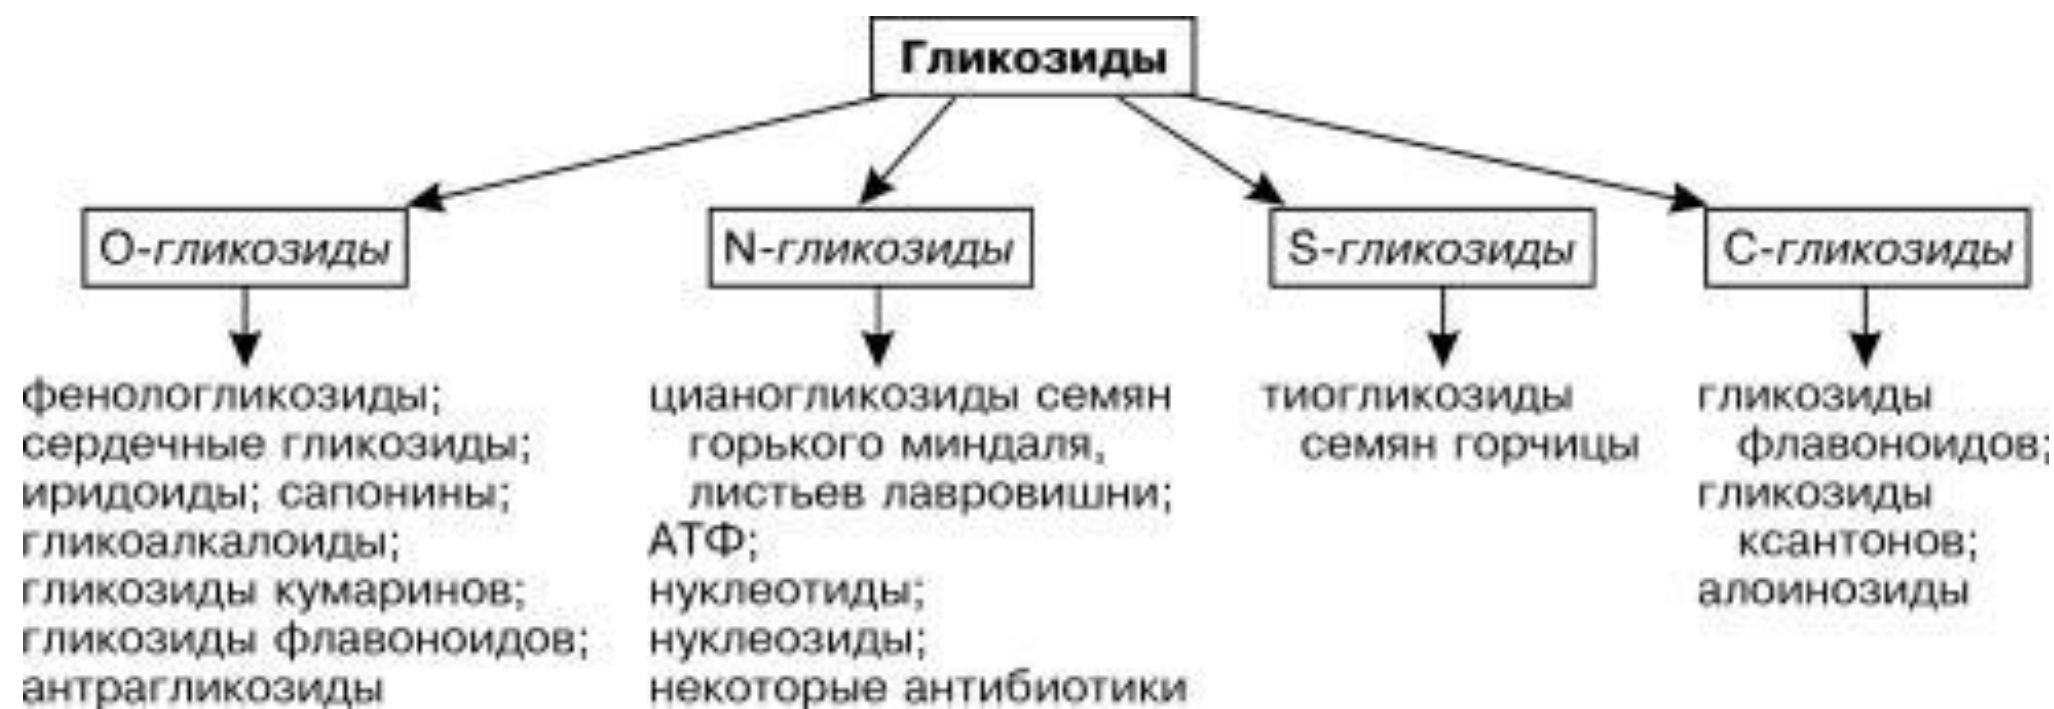 Гликозиды
O-гликозиды
N-гликозиды
S-гликозиды
C-гликозиды
фенологликозиды;
сердечные гликозиды;
иридоиды; сапонины;
гликоалкалоиды;
гликозиды кумаринов;
гликозиды флавоноидов;
антрагликозиды
цианогликозиды семян
горького миндаля,
листьев лавровишни;
АТФ;
нуклеотиды;
нуклеозиды;
некоторые антибиотики
тиогликозиды
семян горчицы
гликозиды
флавоноидов;
гликозиды
ксантонов;
алоинозиды